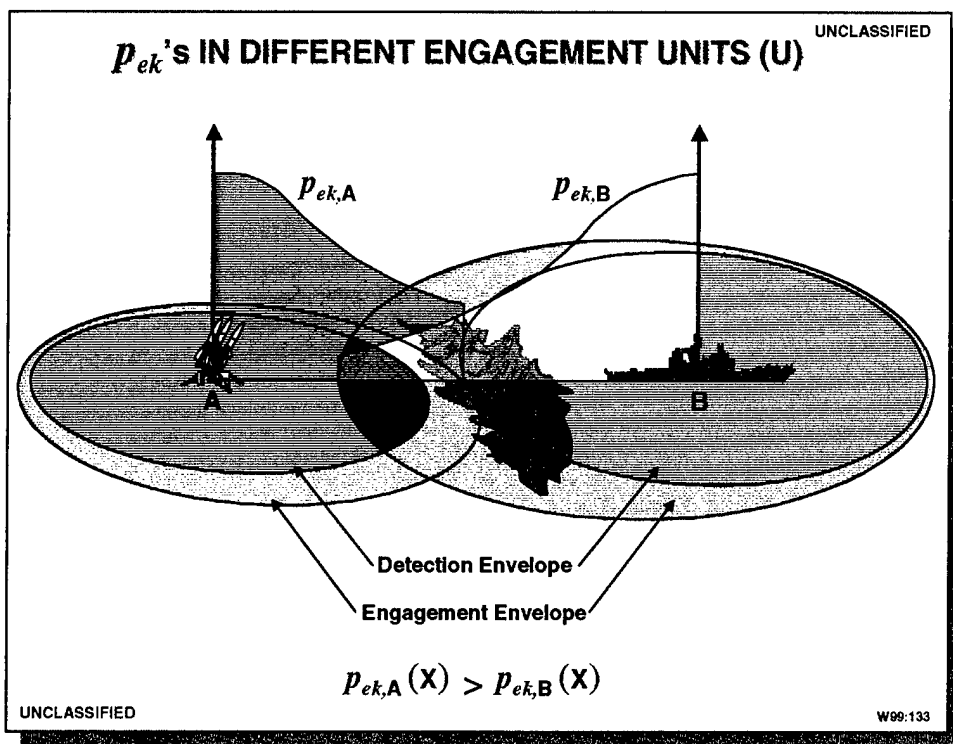 UNCLASSIFIED
p_ek's IN DIFFERENT ENGAGEMENT UNITS (U)
p_ek,A
p_ek,B
A
B
Detection Envelope
Engagement Envelope
p_ek,A (X) > p_ek,B (X)
UNCLASSIFIED
W99:133